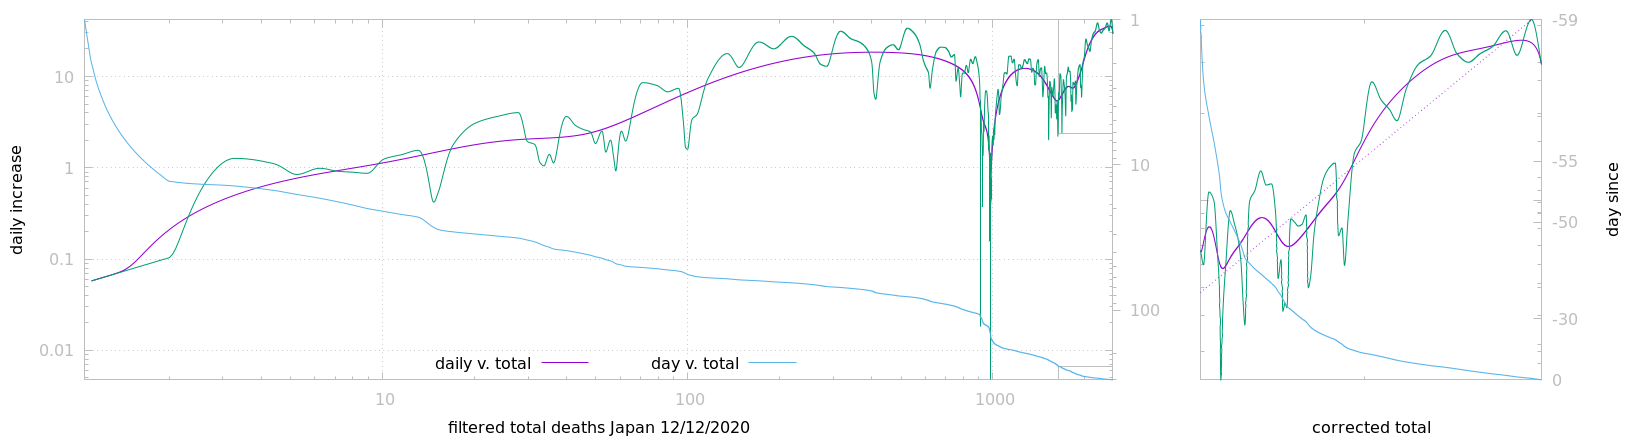 daily increase
10
1
0.1
0.01
daily v. total
day v. total
10
100
1000
filtered total deaths Japan 12/12/2020
1
10
100
-59
-55
-50
-30
0
day since
corrected total